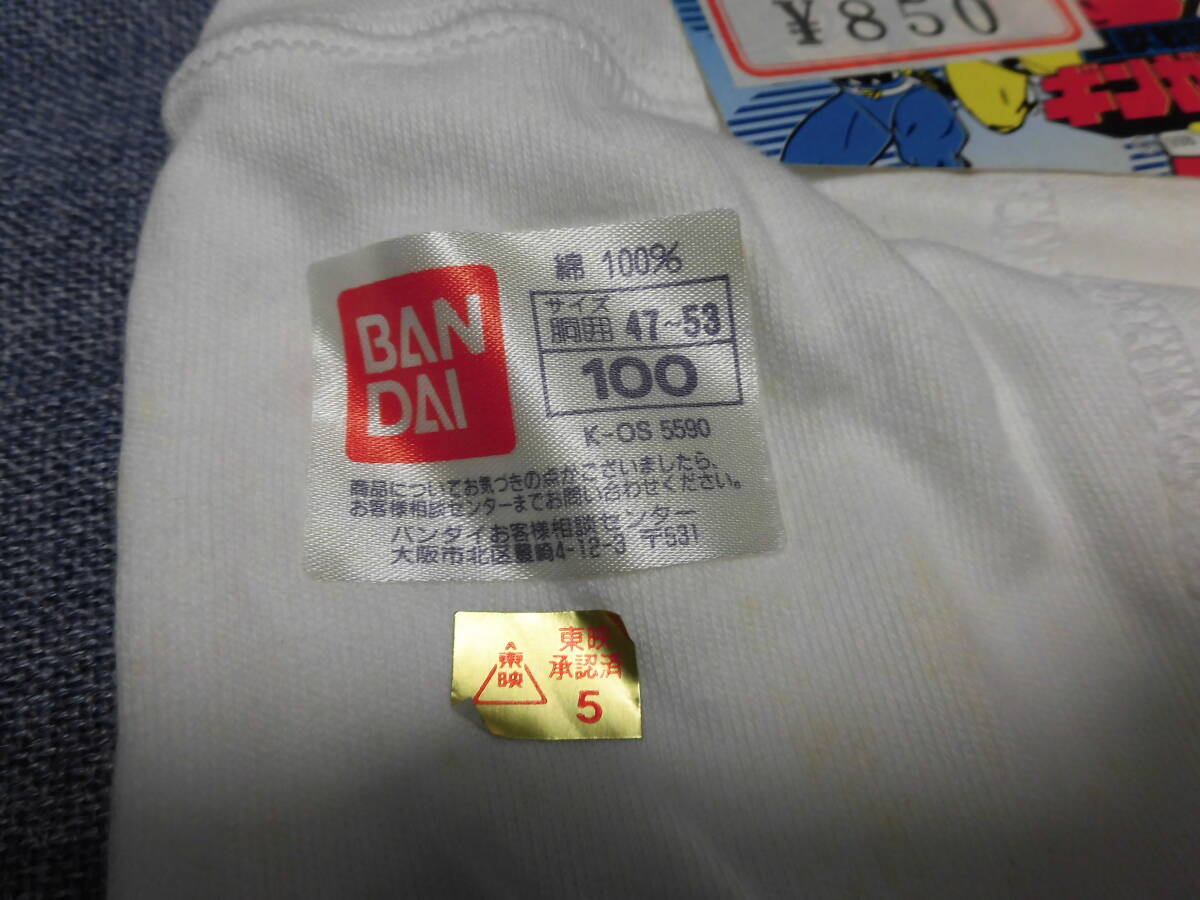 ¥850
綿 100%
サイズ
胴囲 47~53
100
BAN
DAI
K-OS 5590
商品についてお気づきの点がございましたら、
お客様相談センターまでお問い合わせください。
バンダイお客様相談センター
大阪市北区豊崎4-12-3 〒531
東映
承認済
5
東映